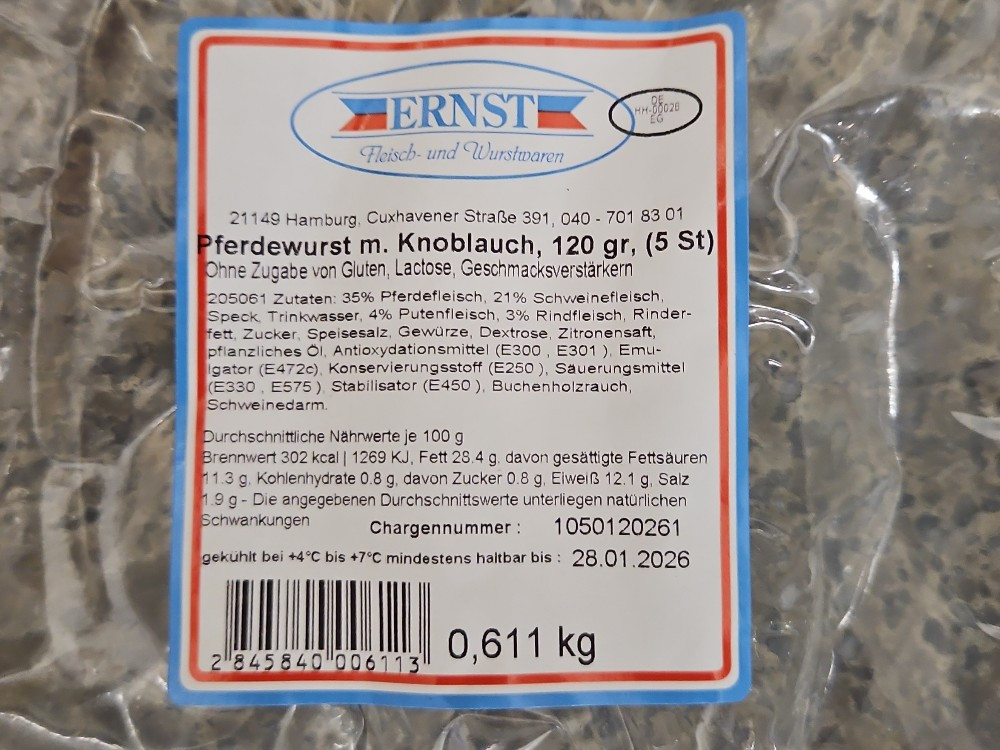 ERNST
Fleisch- und Wurstwaren
DE
HH-00028
EG
21149 Hamburg, Cuxhavener Straße 391, 040 - 701 83 01
Pferdewurst m. Knoblauch, 120 gr, (5 St)
Ohne Zugabe von Gluten, Lactose, Geschmacksverstärkern
205061 Zutaten: 35% Pferdefleisch, 21% Schweinefleisch,
Speck, Trinkwasser, 4% Putenfleisch, 3% Rindfleisch, Rinder-
fett, Zucker, Speisesalz, Gewürze, Dextrose, Zitronensaft,
pflanzliches Öl, Antioxydationsmittel (E300 , E301 ), Emu-
lgator (E472c), Konservierungsstoff (E250 ), Säuerungsmittel
(E330 , E575 ), Stabilisator (E450 ), Buchenholzrauch,
Schweinedarm.
Durchschnittliche Nährwerte je 100 g
Brennwert 302 kcal | 1269 KJ, Fett 28.4 g, davon gesättigte Fettsäuren
11.3 g, Kohlenhydrate 0.8 g, davon Zucker 0.8 g, Eiweiß 12.1 g, Salz
1.9 g - Die angegebenen Durchschnittswerte unterliegen natürlichen
Schwankungen
Chargennummer : 1050120261
gekühlt bei +4°C bis +7°C mindestens haltbar bis : 28.01.2026
2 845840 006113
0,611 kg